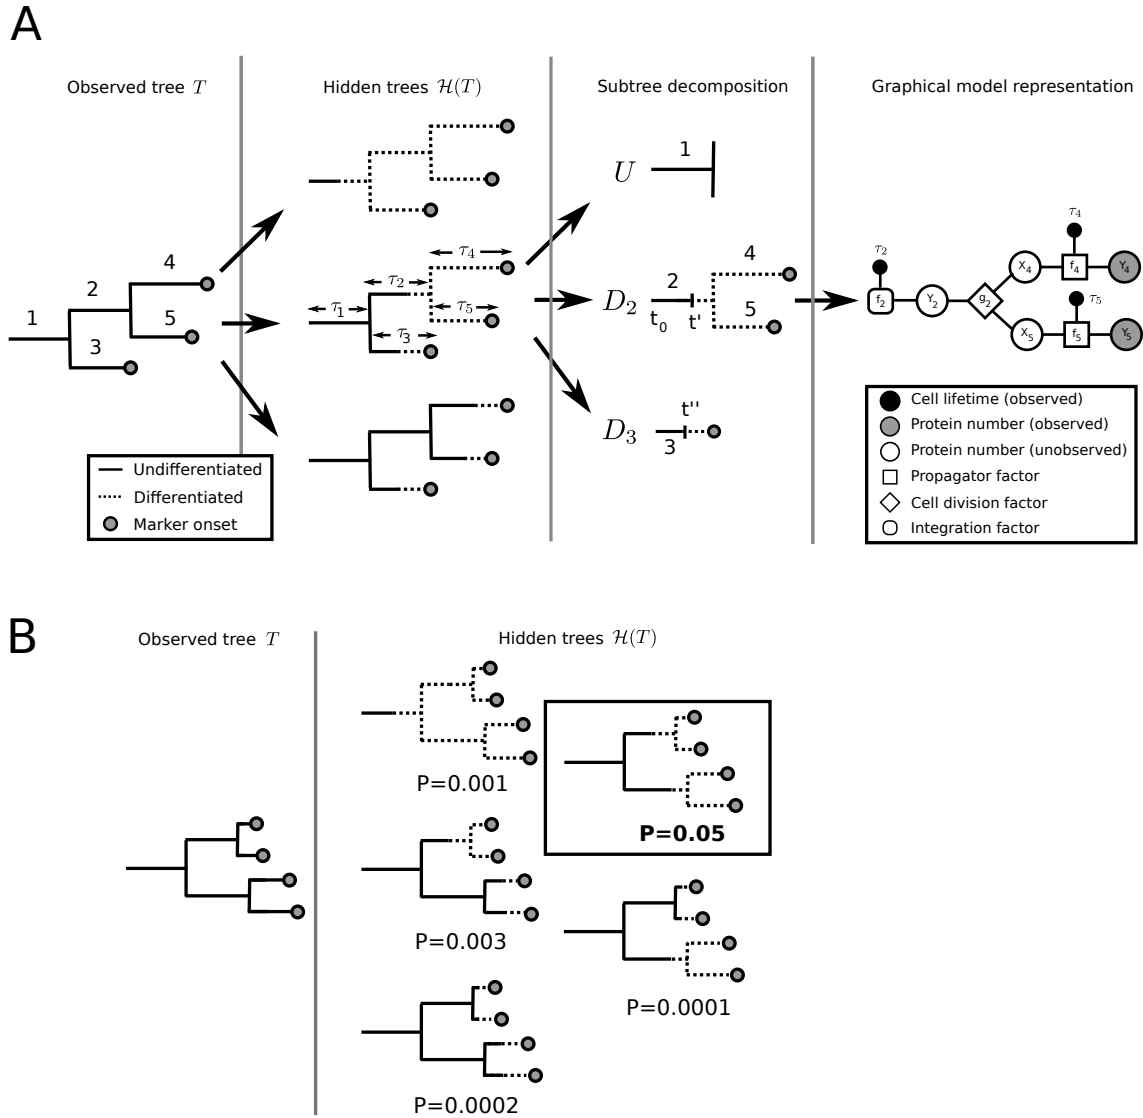 A
Observed tree T
Hidden trees ℋ(T)
Subtree decomposition
Graphical model representation
1
2
3
4
5
τ1
τ2
τ3
τ4
τ5
U
1
D2
2
t0
t'
4
5
D3
3
t''
τ2
f2
Y2
g2
X4
τ4
f4
Y4
X5
τ5
f5
Y5
Undifferentiated
Differentiated
Marker onset
Cell lifetime (observed)
Protein number (observed)
Protein number (unobserved)
Propagator factor
Cell division factor
Integration factor
B
Observed tree T
Hidden trees ℋ(T)
P=0.001
P=0.05
P=0.003
P=0.0001
P=0.0002